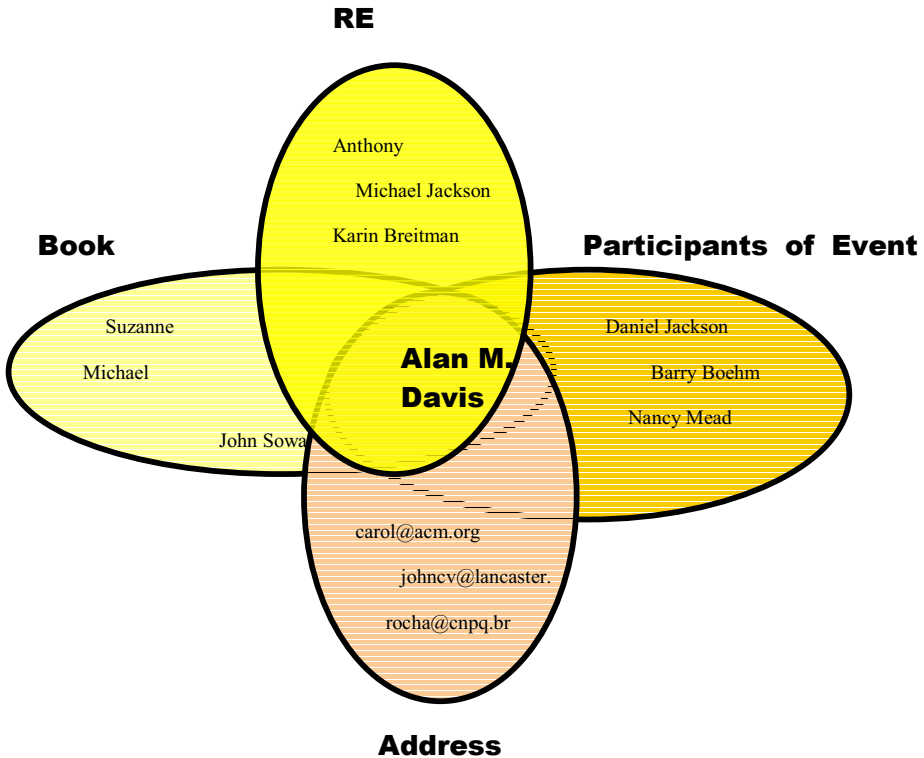 RE
Anthony
Michael Jackson
Karin Breitman
Book
Participants of Event
Suzanne
Michael
John Sowa
Alan M.
Davis
Daniel Jackson
Barry Boehm
Nancy Mead
carol@acm.org
johncv@lancaster.
rocha@cnpq.br
Address